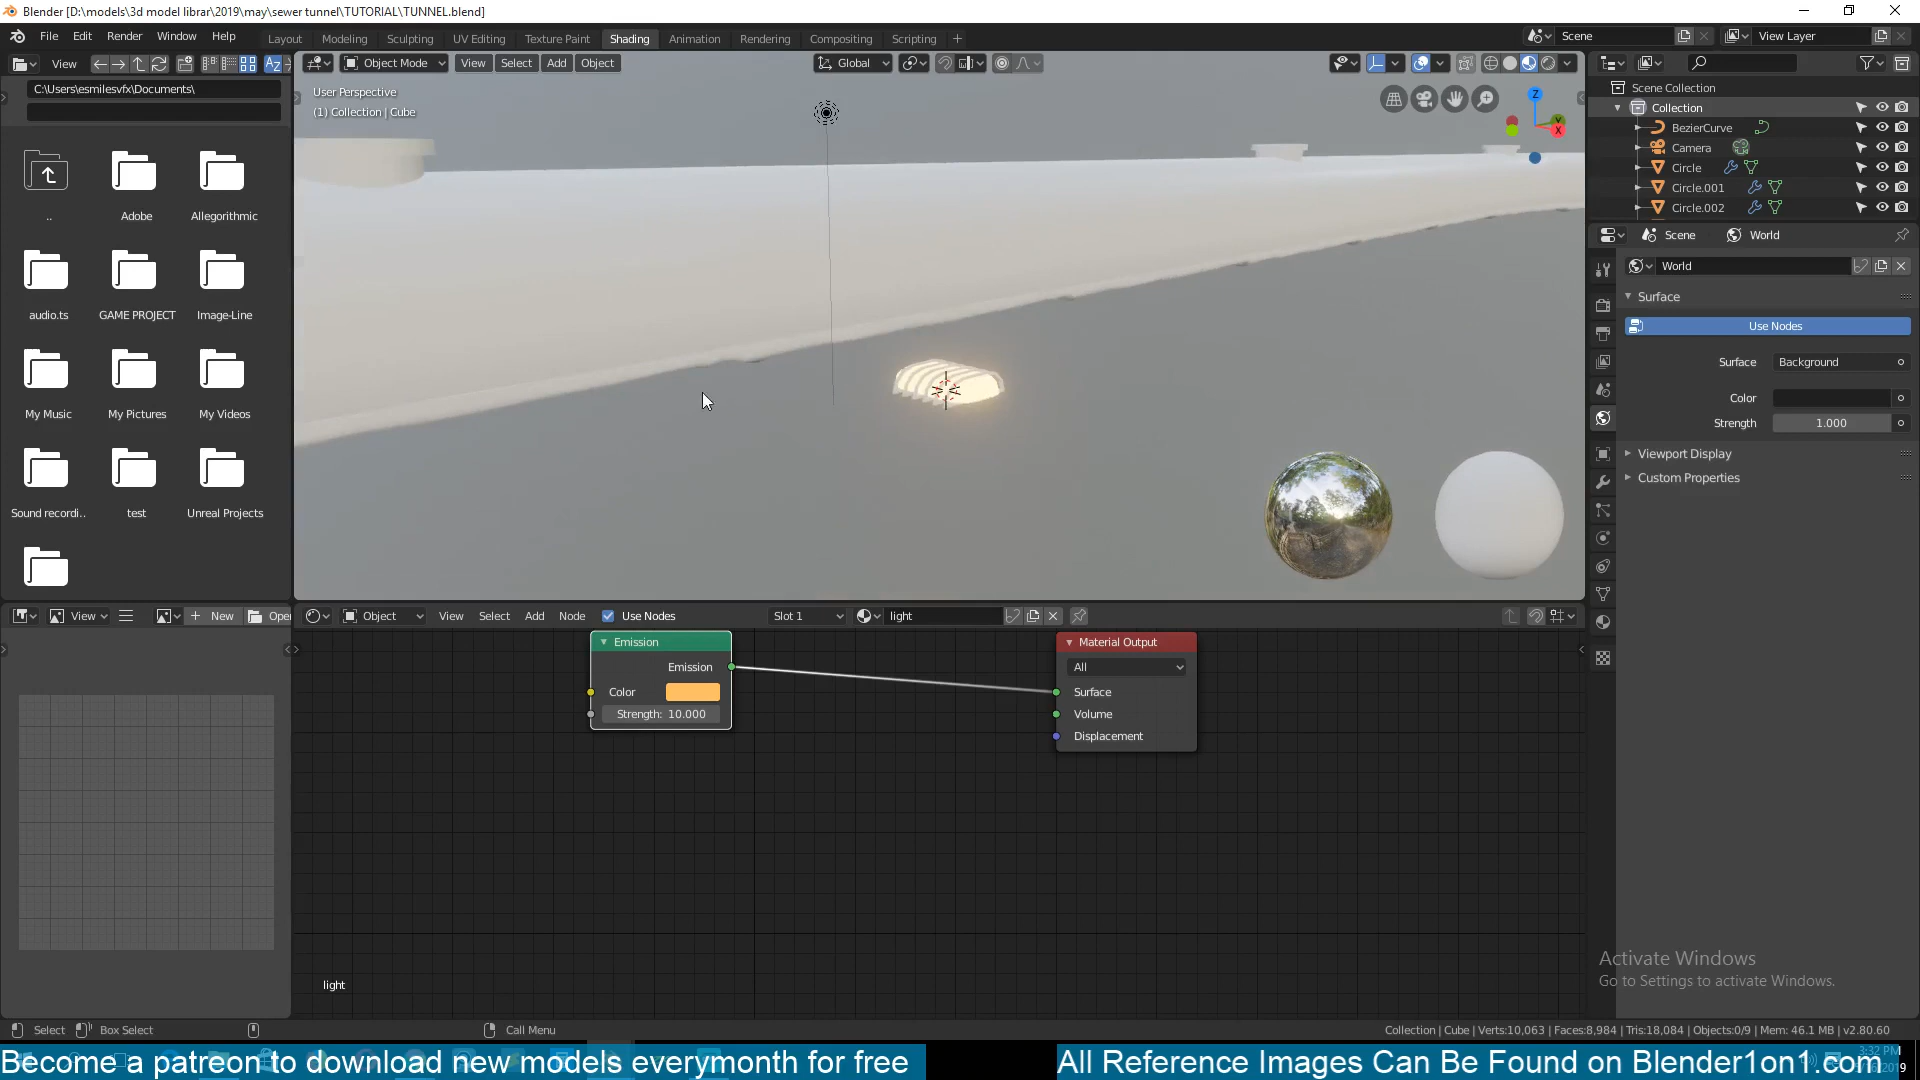 Blender [D:\models\3d model librar\2019\may\sewer tunnel\TUTORIAL\TUNNEL.blend]
File Edit Render Window Help Layout Modeling Sculpting UV Editing Texture Paint Shading Animation Rendering Compositing Scripting + Scene View Layer
View Object Mode View Select Add Object Global
C:\Users\esmilesvfx\Documents\
User Perspective
(1) Collection | Cube
Scene Collection
Collection
BezierCurve
Camera
Circle
Circle.001
Circle.002
.. Adobe Allegorithmic
audio.ts GAME PROJECT Image-Line
My Music My Pictures My Videos
Sound recordi.. test Unreal Projects
Z
Y
X
Scene World
World
Surface
Use Nodes
Surface Background
Color
Strength 1.000
Viewport Display
Custom Properties
View New Open Object View Select Add Node Use Nodes Slot 1 light
Emission
Emission
Color
Strength: 10.000
Material Output
All
Surface
Volume
Displacement
light
Activate Windows
Go to Settings to activate Windows.
Select Box Select Call Menu Collection | Cube | Verts:10,063 | Faces:8,984 | Tris:18,084 | Objects:0/9 | Mem: 46.1 MB | v2.80.60
Become a patreon to download new models everymonth for free
All Reference Images Can Be Found on Blender1on1.com
3:32 PM